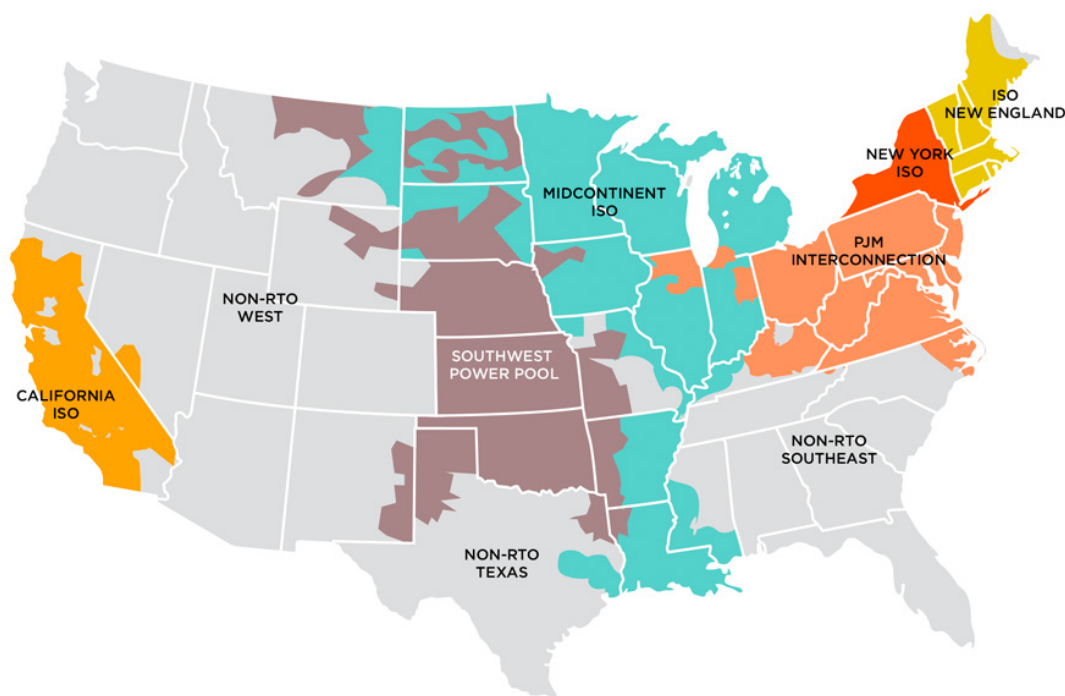 ISO
NEW ENGLAND
NEW YORK
ISO
MIDCONTINENT
ISO
PJM
INTERCONNECTION
NON-RTO
WEST
SOUTHWEST
POWER POOL
CALIFORNIA
ISO
NON-RTO
SOUTHEAST
NON-RTO
TEXAS